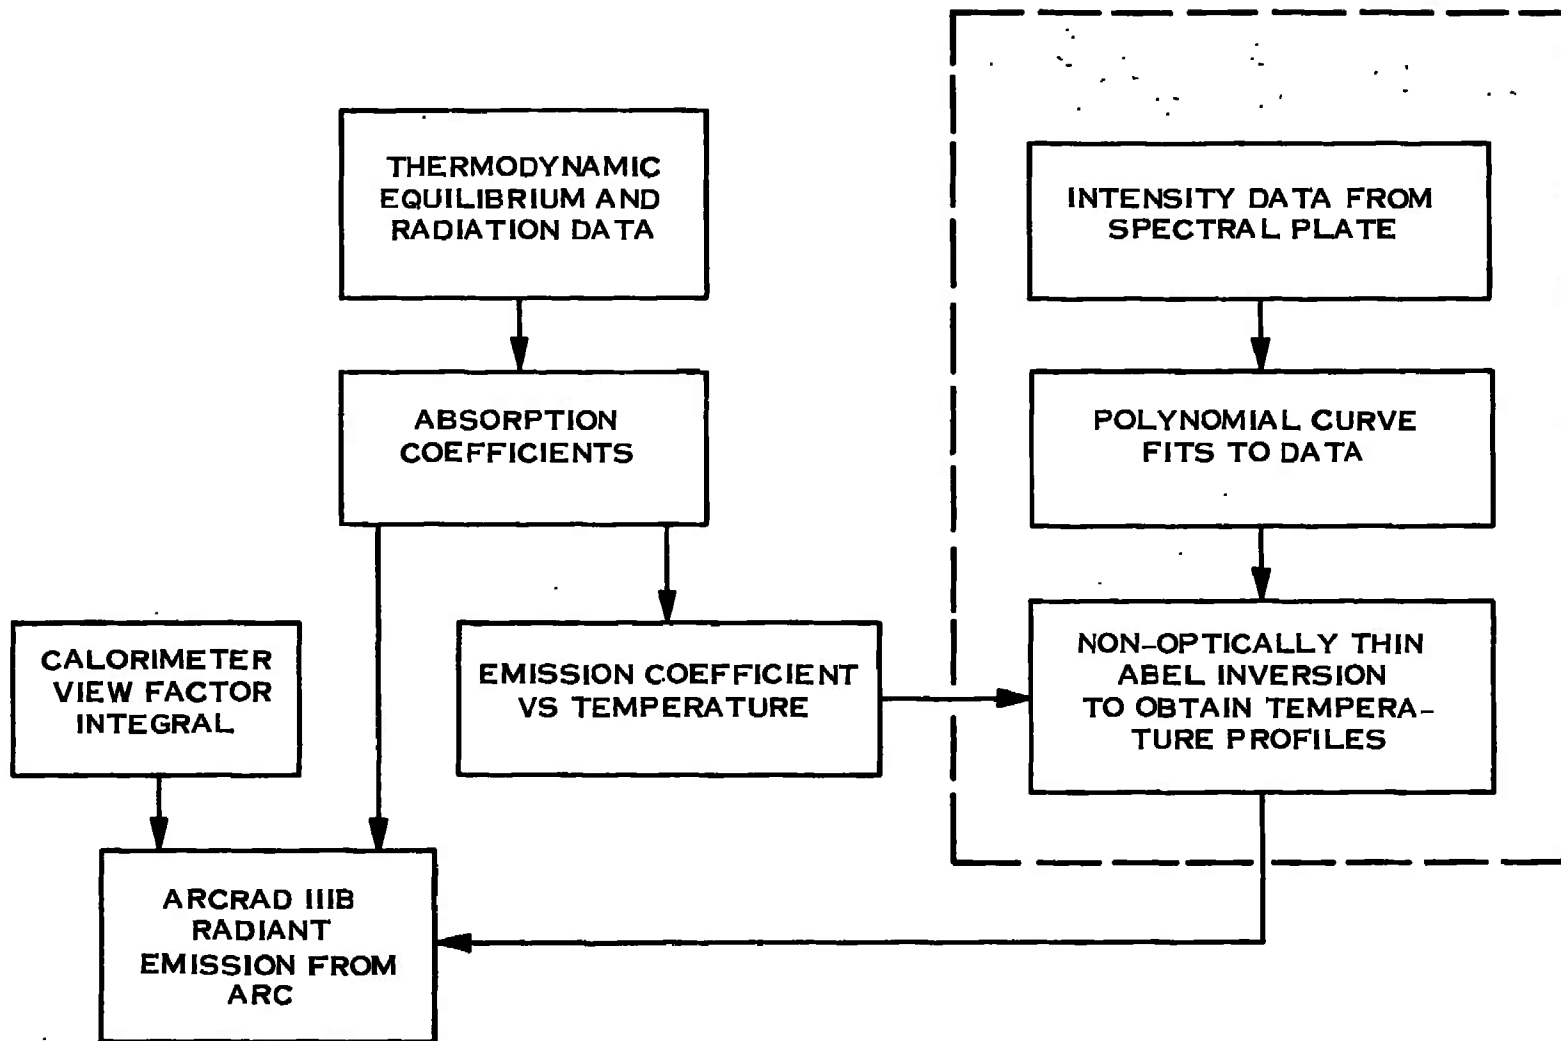 THERMODYNAMIC
EQUILIBRIUM AND
RADIATION DATA
INTENSITY DATA FROM
SPECTRAL PLATE
ABSORPTION
COEFFICIENTS
POLYNOMIAL CURVE
FITS TO DATA
CALORIMETER
VIEW FACTOR
INTEGRAL
EMISSION COEFFICIENT
VS TEMPERATURE
NON-OPTICALLY THIN
ABEL INVERSION
TO OBTAIN TEMPERA-
TURE PROFILES
ARCRAD IIIB
RADIANT
EMISSION FROM
ARC